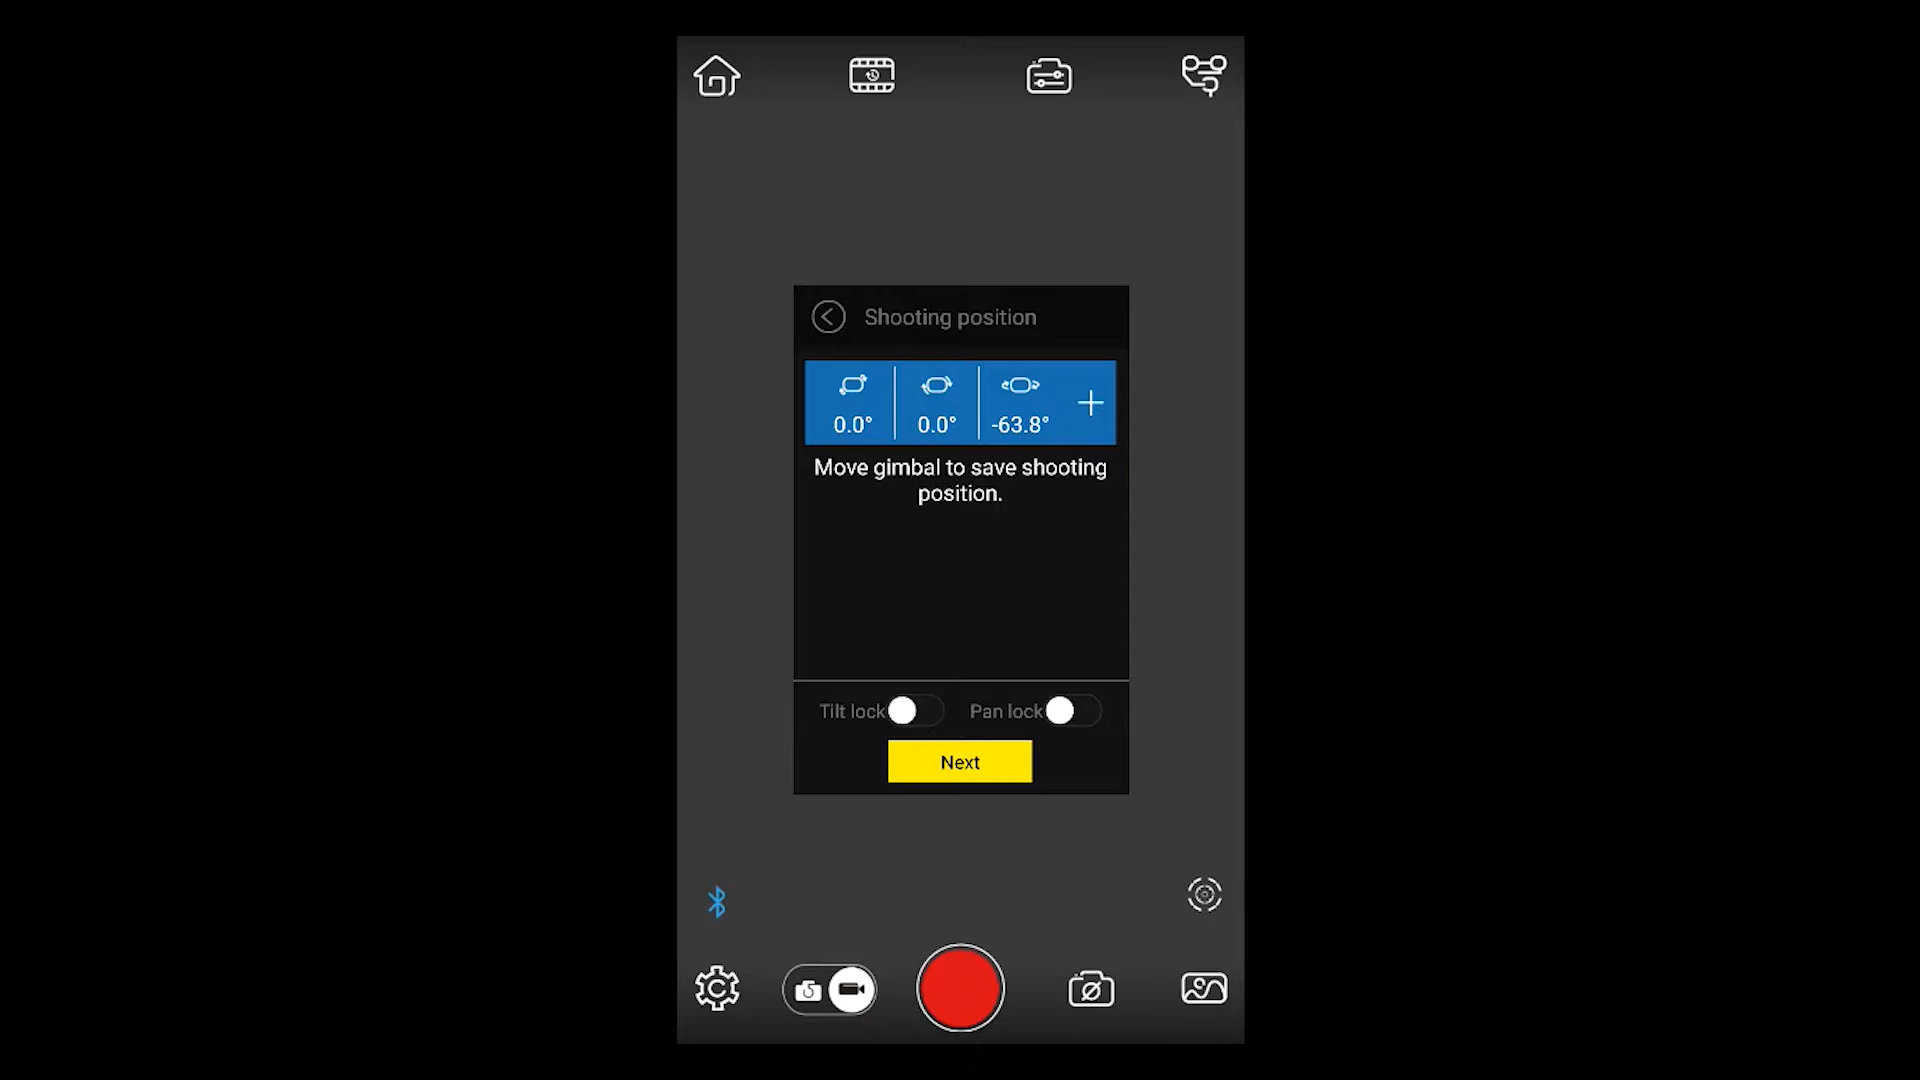 Shooting position
0.0° 0.0° -63.8°
Move gimbal to save shooting
position.
Tilt lock Pan lock
Next